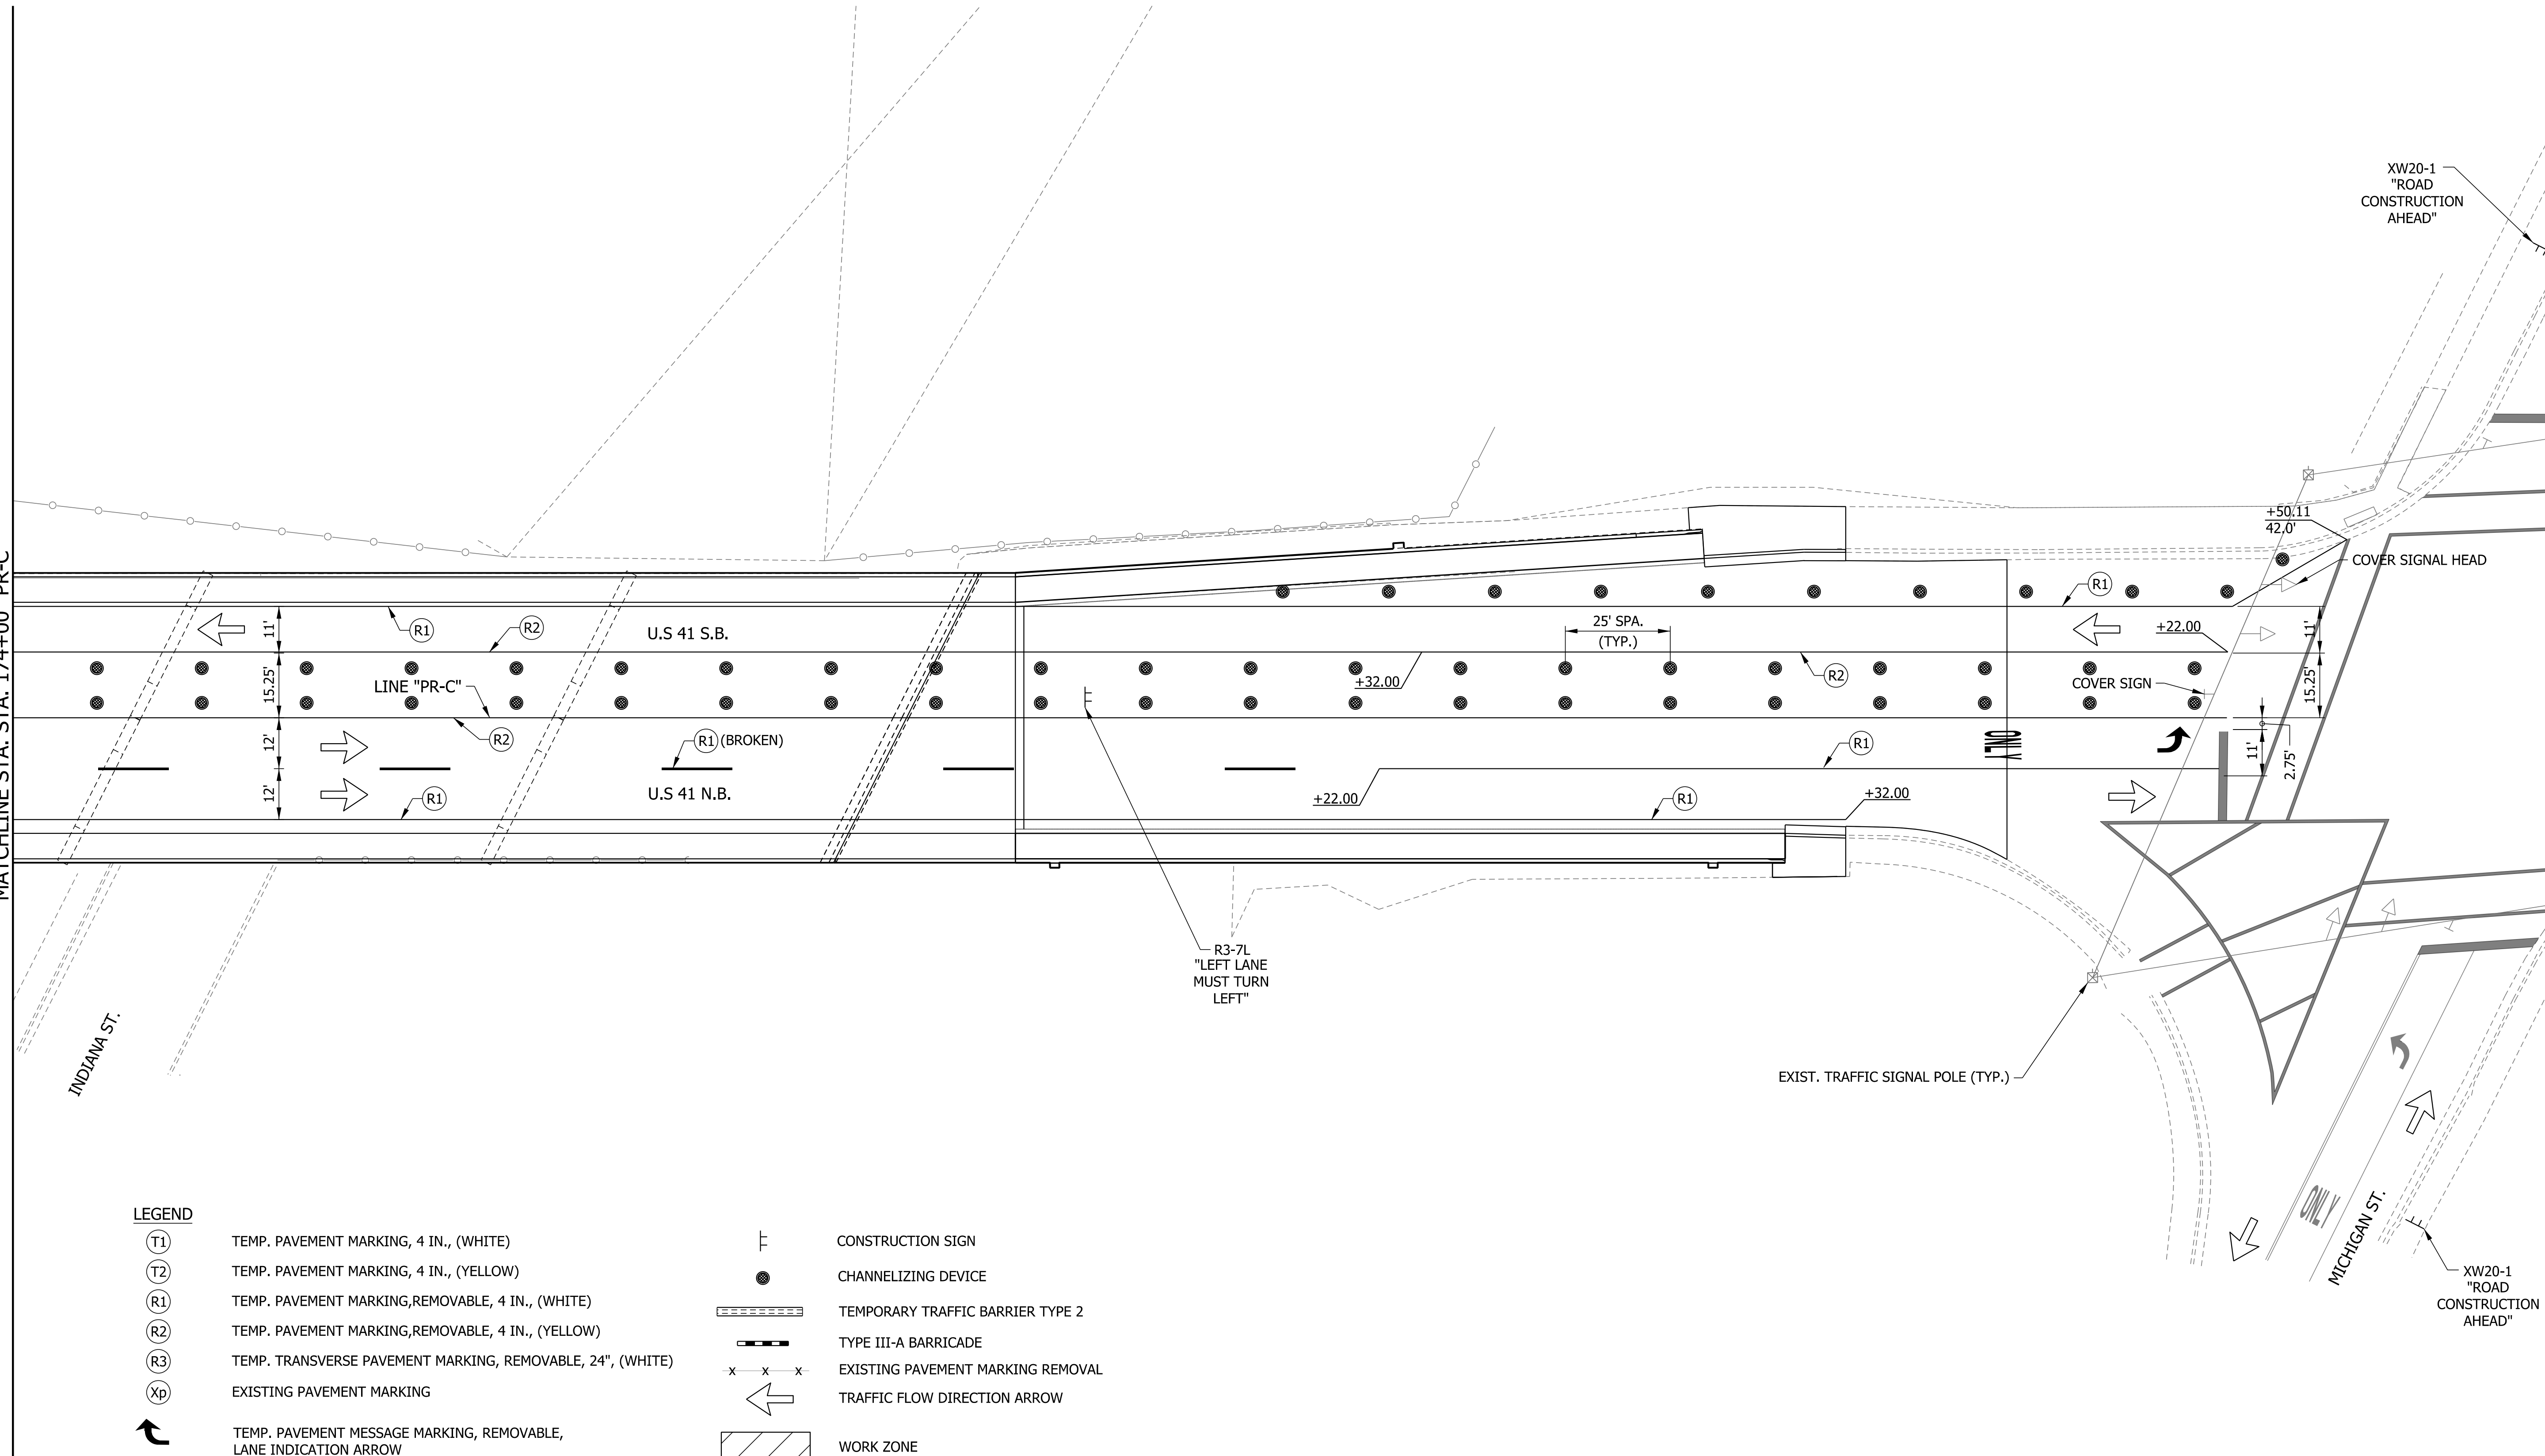 MATCHLINE STA. STA. 174+00 "PR-C"
XW20-1
"ROAD
CONSTRUCTION
AHEAD"
+50.11
42.0'
COVER SIGNAL HEAD
R1
25' SPA.
(TYP.)
+22.00
11'
11'
R1
R2
U.S 41 S.B.
15.25'
LINE "PR-C"
+32.00
R2
COVER SIGN
15.25'
R2
12'
R1 (BROKEN)
R1
ONLY
11'
2.75'
12'
R1
U.S 41 N.B.
+22.00
R1
+32.00
R3-7L
"LEFT LANE
MUST TURN
LEFT"
INDIANA ST.
EXIST. TRAFFIC SIGNAL POLE (TYP.)
ONLY
MICHIGAN ST.
XW20-1
"ROAD
CONSTRUCTION
AHEAD"
LEGEND
T1 TEMP. PAVEMENT MARKING, 4 IN., (WHITE)
T2 TEMP. PAVEMENT MARKING, 4 IN., (YELLOW)
R1 TEMP. PAVEMENT MARKING,REMOVABLE, 4 IN., (WHITE)
R2 TEMP. PAVEMENT MARKING,REMOVABLE, 4 IN., (YELLOW)
R3 TEMP. TRANSVERSE PAVEMENT MARKING, REMOVABLE, 24", (WHITE)
Xp EXISTING PAVEMENT MARKING
TEMP. PAVEMENT MESSAGE MARKING, REMOVABLE,
LANE INDICATION ARROW
CONSTRUCTION SIGN
CHANNELIZING DEVICE
TEMPORARY TRAFFIC BARRIER TYPE 2
TYPE III-A BARRICADE
X X X EXISTING PAVEMENT MARKING REMOVAL
TRAFFIC FLOW DIRECTION ARROW
WORK ZONE